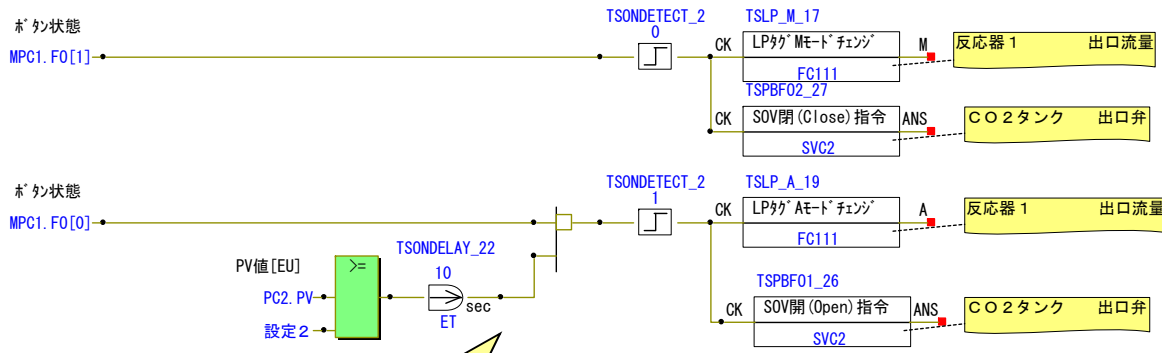 ﾎﾞﾀﾝ状態
MPC1.FO[1]
TSONDETECT_2
0
TSLP_M_17
CK
LPﾀｸﾞMﾓｰﾄﾞﾁｪﾝｼﾞ
M
FC111
反応器1 出口流量
TSPBF02_27
CK
SOV閉(Close)指令
ANS
SVC2
CO2タンク 出口弁
ﾎﾞﾀﾝ状態
MPC1.FO[0]
TSONDETECT_2
1
TSLP_A_19
CK
LPﾀｸﾞAﾓｰﾄﾞﾁｪﾝｼﾞ
A
FC111
反応器1 出口流量
PV値[EU]
>=
PC2.PV
設定2
TSONDELAY_22
10
sec
ET
TSPBF01_26
CK
SOV開(Open)指令
ANS
SVC2
CO2タンク 出口弁